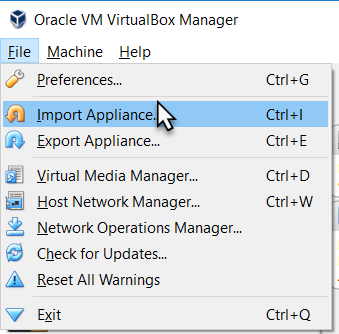 Oracle VM VirtualBox Manager
File Machine Help
Preferences... Ctrl+G
Import Appliance... Ctrl+I
Export Appliance... Ctrl+E
Virtual Media Manager... Ctrl+D
Host Network Manager... Ctrl+W
Network Operations Manager...
Check for Updates...
Reset All Warnings
Exit Ctrl+Q